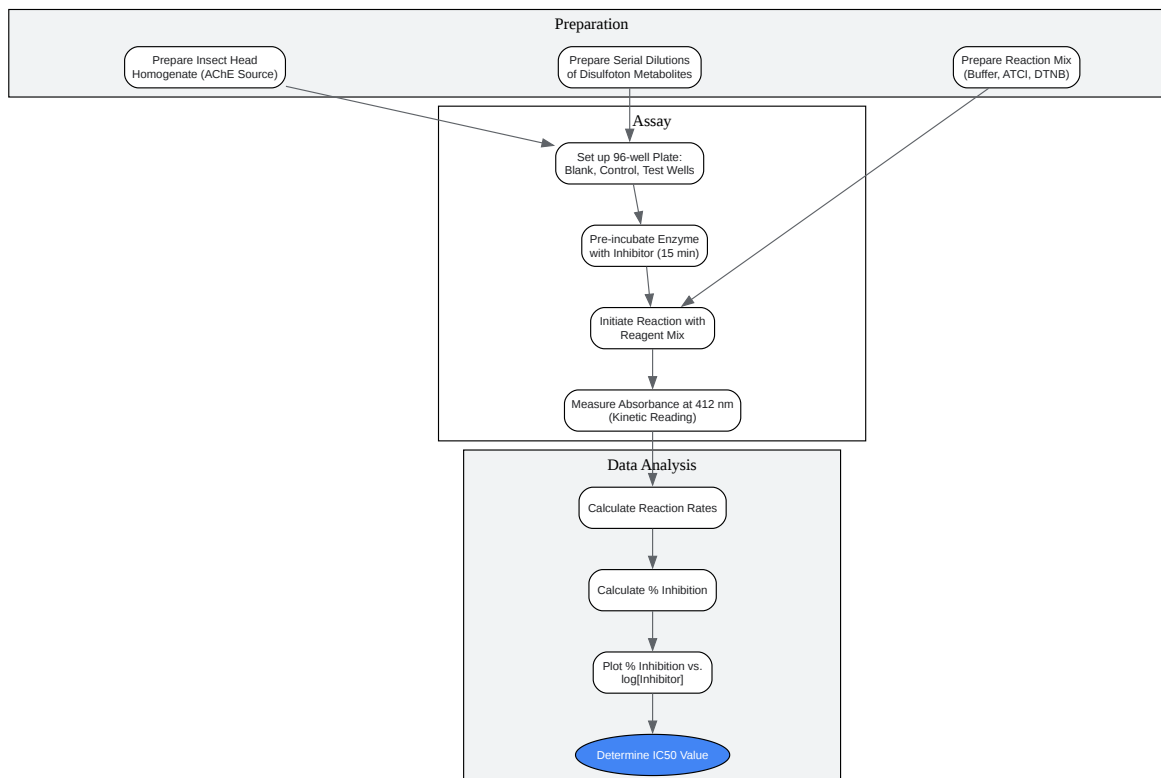 Preparation
Prepare Insect Head
Homogenate (AChE Source)
Prepare Serial Dilutions
of Disulfoton Metabolites
Prepare Reaction Mix
(Buffer, ATCI, DTNB)
Assay
Set up 96-well Plate:
Blank, Control, Test Wells
Pre-incubate Enzyme
with Inhibitor (15 min)
Initiate Reaction with
Reagent Mix
Measure Absorbance at 412 nm
(Kinetic Reading)
Data Analysis
Calculate Reaction Rates
Calculate % Inhibition
Plot % Inhibition vs.
log[Inhibitor]
Determine IC50 Value